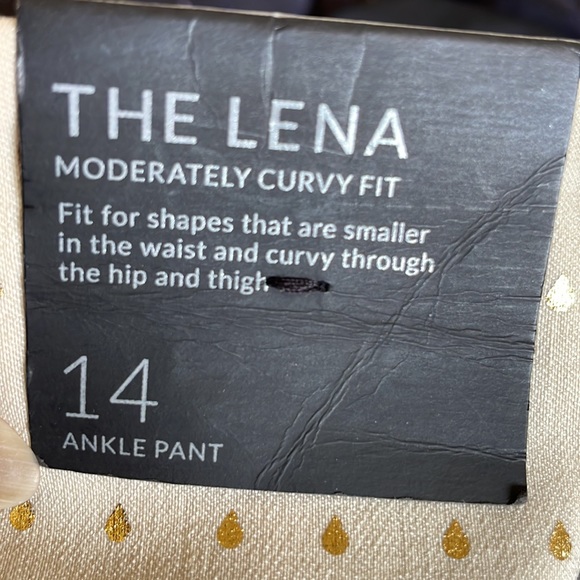 THE LENA
MODERATELY CURVY FIT
Fit for shapes that are smaller
in the waist and curvy through
the hip and thigh
14
ANKLE PANT